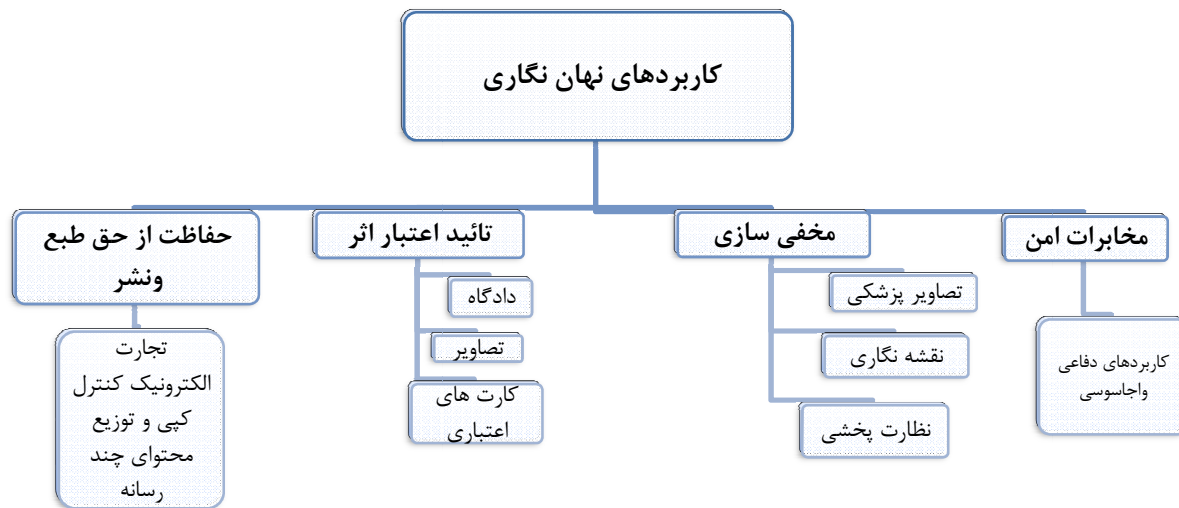 کاربردهای نهان نگاری
مخابرات امن
کاربردهای دفاعی
واجاسوسی
مخفی سازی
تصاویر پزشکی
نقشه نگاری
نظارت پخشی
تائید اعتبار اثر
دادگاه
تصاویر
کارت های
اعتباری
حفاظت از حق طبع
ونشر
تجارت
الکترونیک کنترل
کپی و توزیع
محتوای چند
رسانه